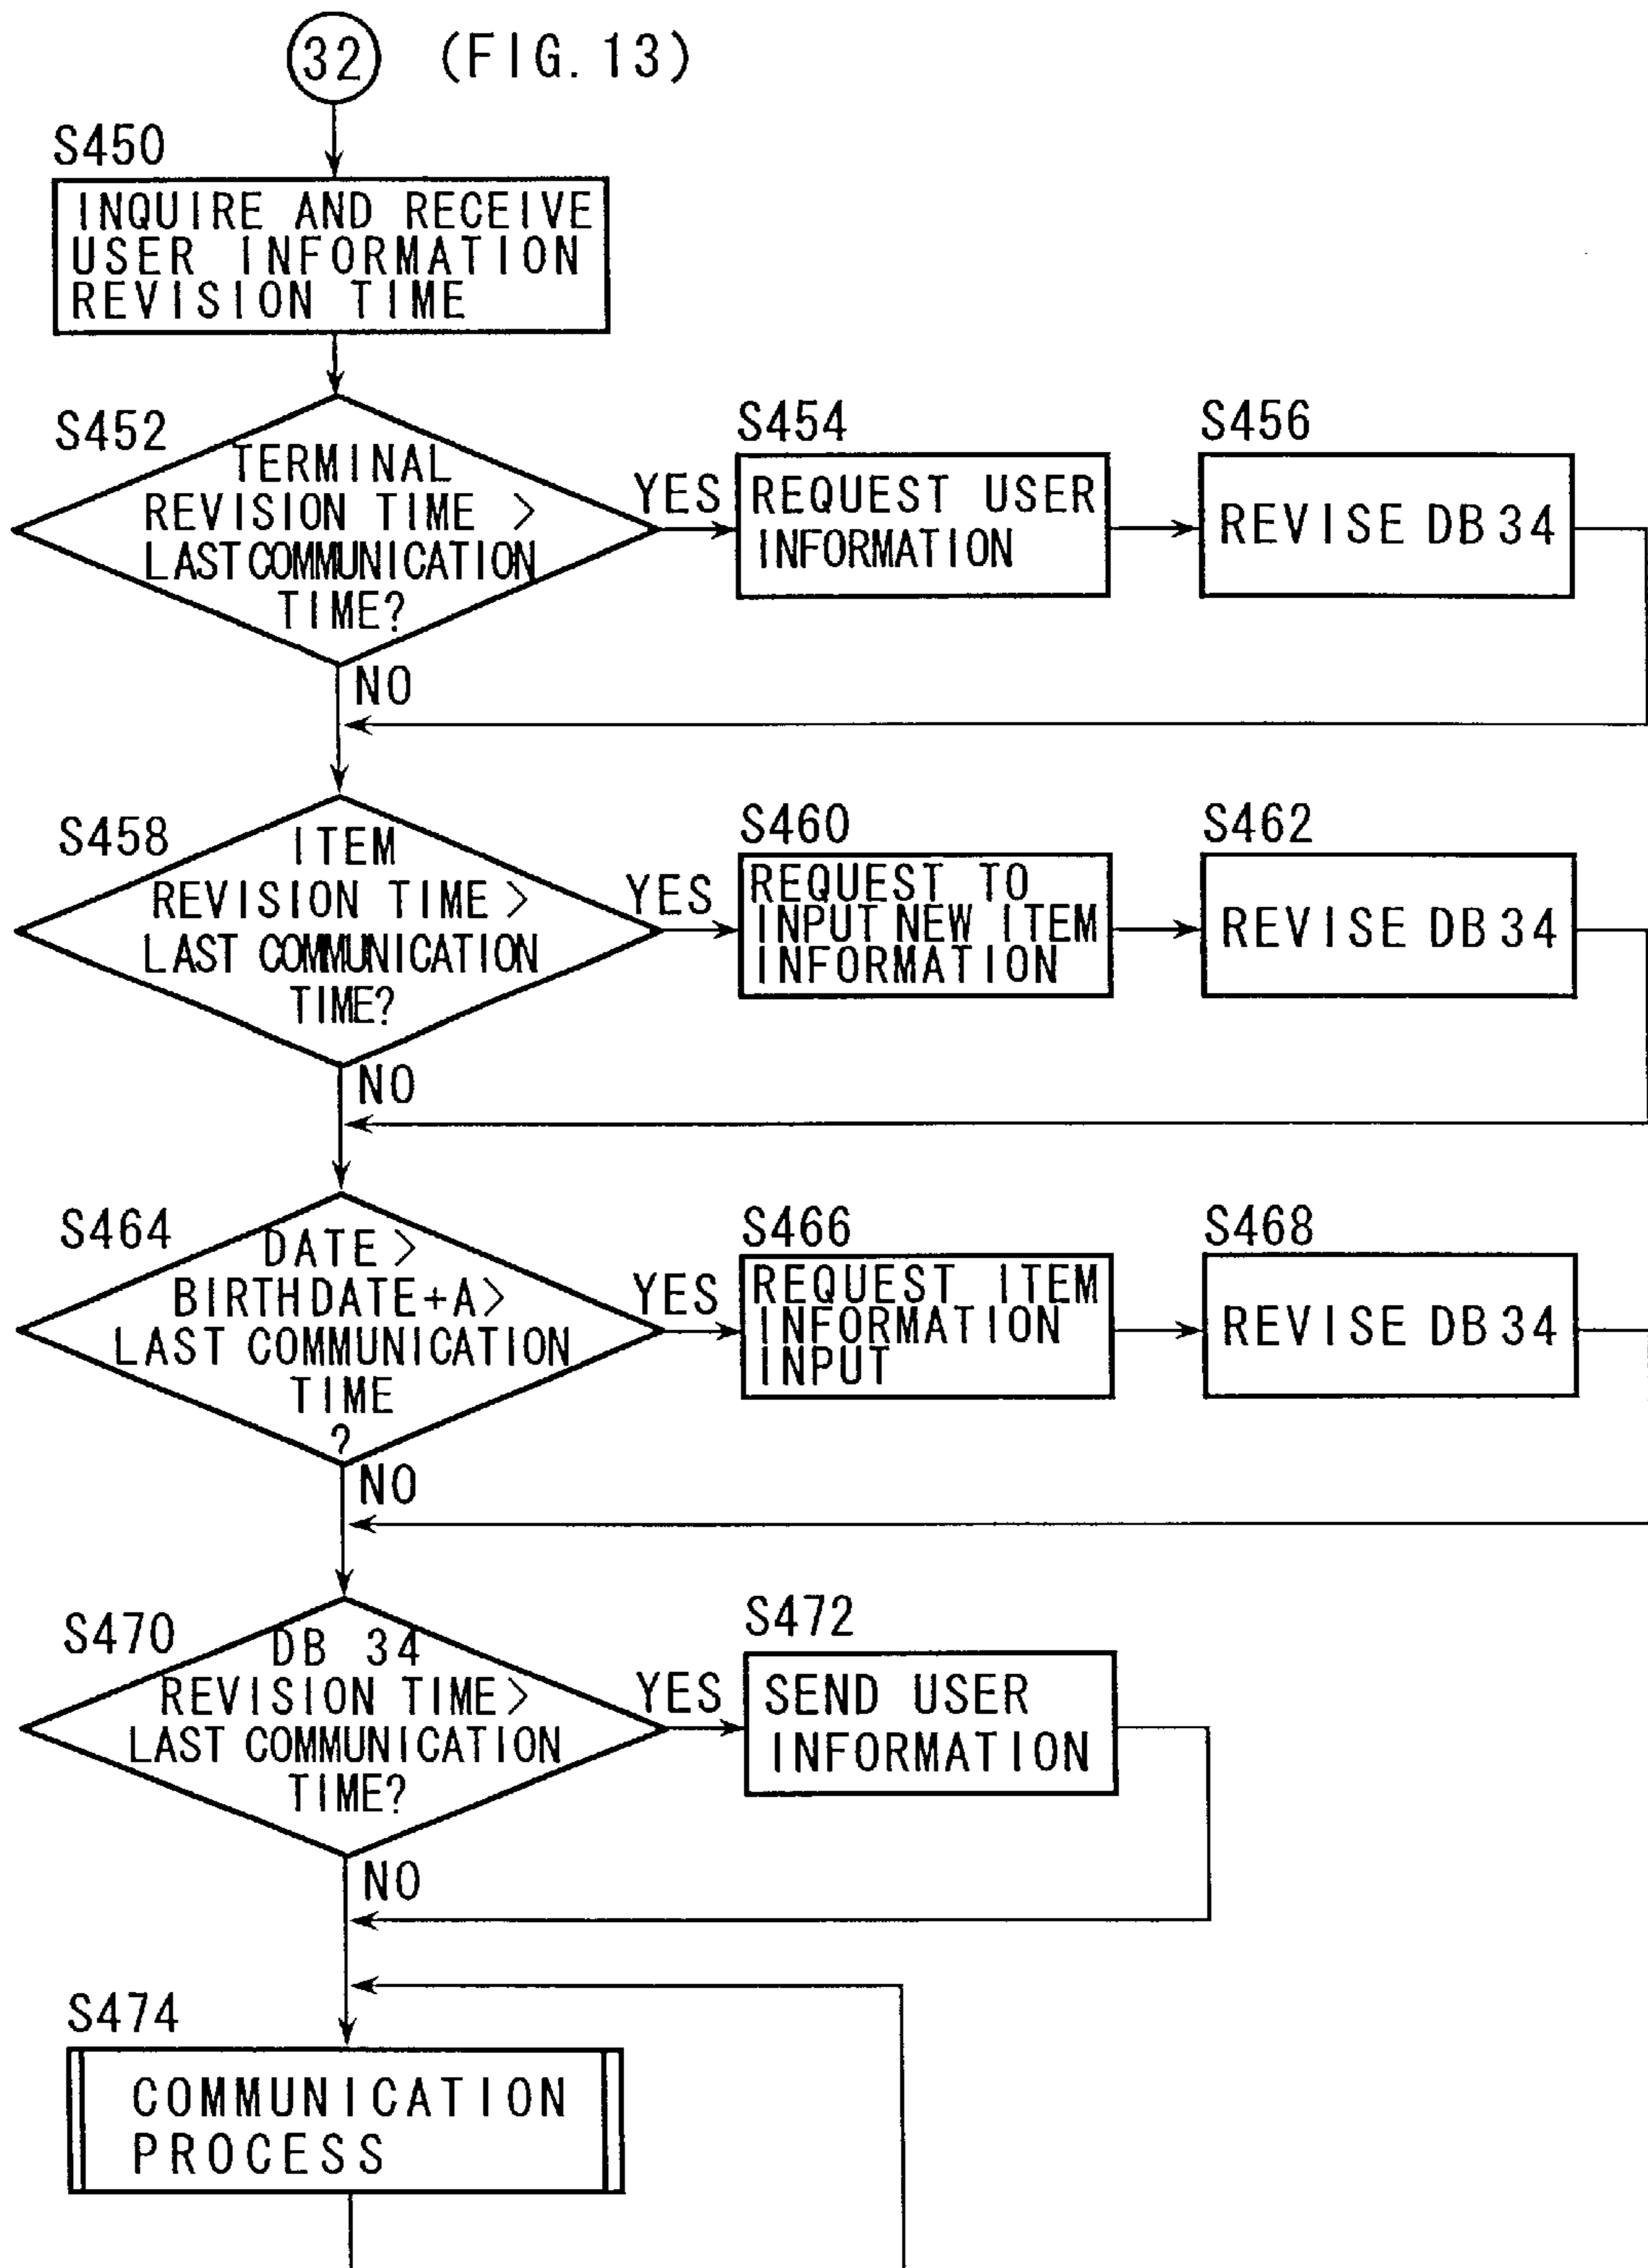 32 (FIG. 13)
S450
INQUIRE AND RECEIVE
USER INFORMATION
REVISION TIME
S452
TERMINAL
REVISION TIME >
LAST COMMUNICATION
TIME?
YES
NO
S454
REQUEST USER
INFORMATION
S456
REVISE DB 34
S458
ITEM
REVISION TIME >
LAST COMMUNICATION
TIME?
YES
NO
S460
REQUEST TO
INPUT NEW ITEM
INFORMATION
S462
REVISE DB 34
S464
DATE >
BIRTHDATE+A>
LAST COMMUNICATION
TIME
?
YES
NO
S466
REQUEST ITEM
INFORMATION
INPUT
S468
REVISE DB 34
S470
DB 34
REVISION TIME>
LAST COMMUNICATION
TIME?
YES
NO
S472
SEND USER
INFORMATION
S474
COMMUNICATION
PROCESS